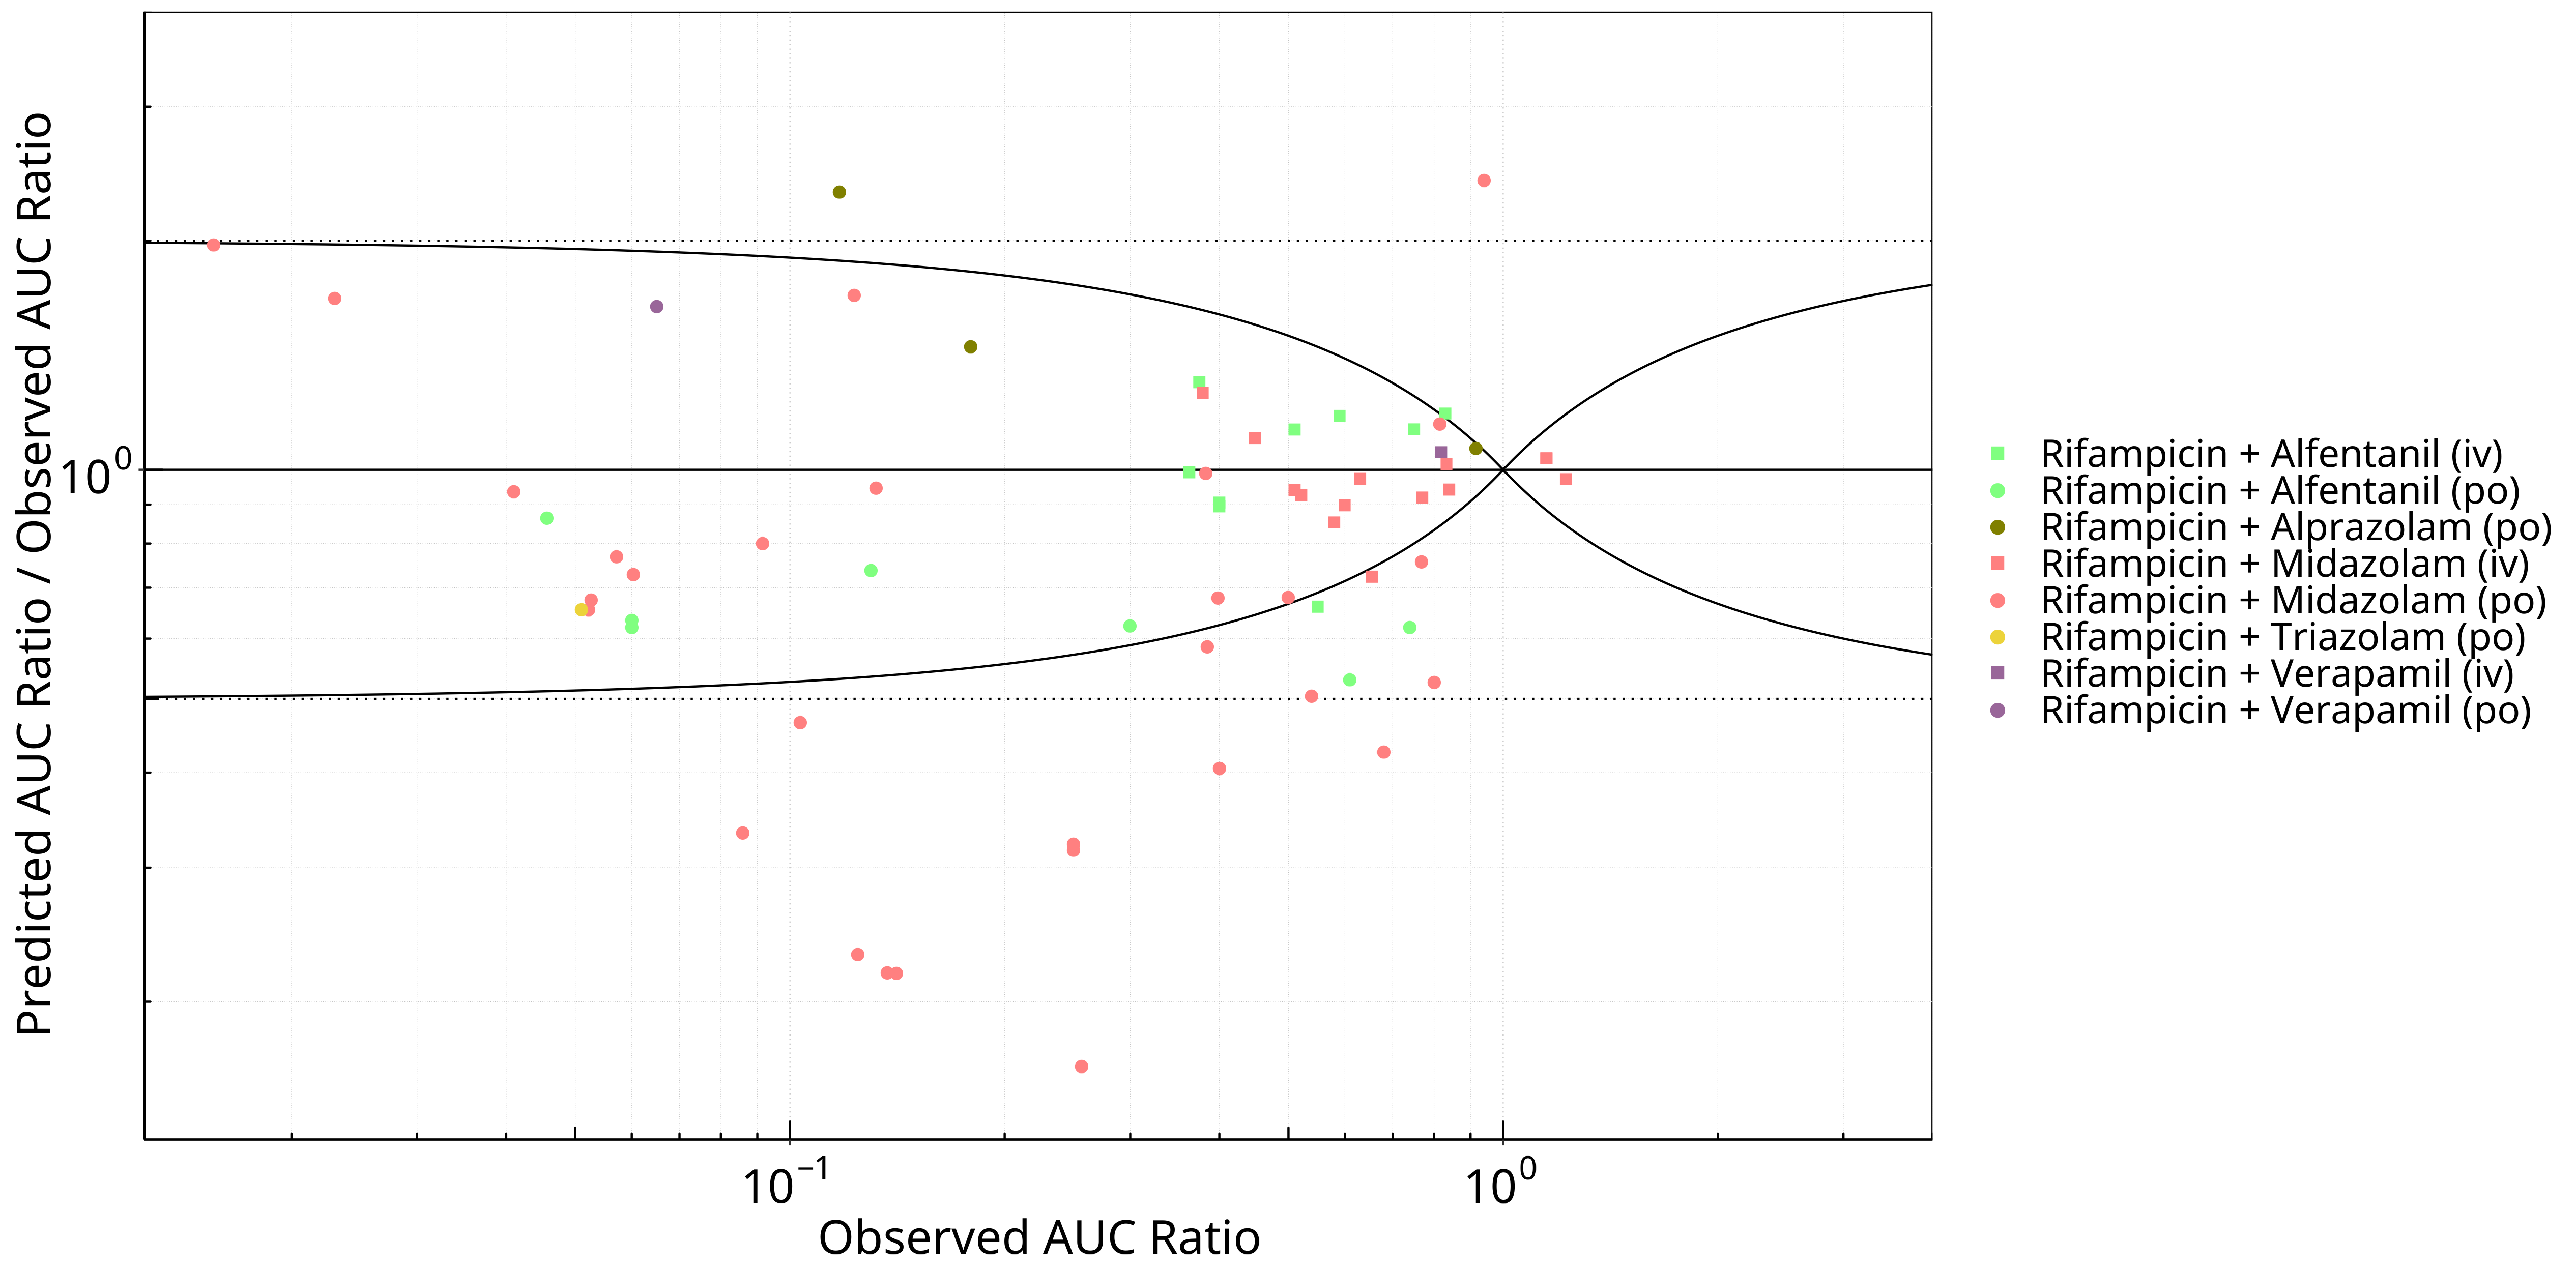 Predicted AUC Ratio / Observed AUC Ratio
10⁰
10⁻¹
10⁰
Observed AUC Ratio
Rifampicin + Alfentanil (iv)
Rifampicin + Alfentanil (po)
Rifampicin + Alprazolam (po)
Rifampicin + Midazolam (iv)
Rifampicin + Midazolam (po)
Rifampicin + Triazolam (po)
Rifampicin + Verapamil (iv)
Rifampicin + Verapamil (po)